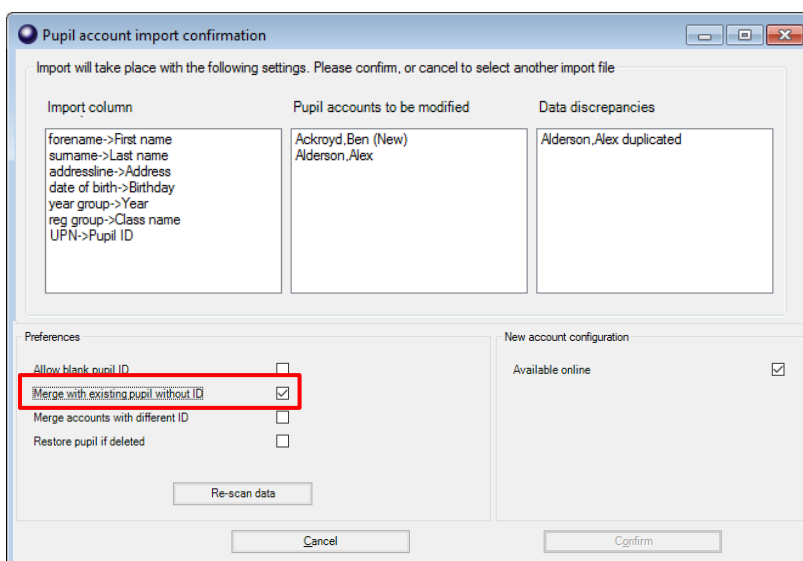 Pupil account import confirmation
Import will take place with the following settings. Please confirm, or cancel to select another import file
Import column
Pupil accounts to be modified
Data discrepancies
forename->First name
surname->Last name
addressline->Address
date of birth->Birthday
year group->Year
reg group->Class name
UPN->Pupil ID
Ackroyd,Ben (New)
Alderson,Alex
Alderson,Alex duplicated
Preferences
Allow blank pupil ID
Merge with existing pupil without ID
Merge accounts with different ID
Restore pupil if deleted
Re-scan data
New account configuration
Available online
Cancel
Confirm